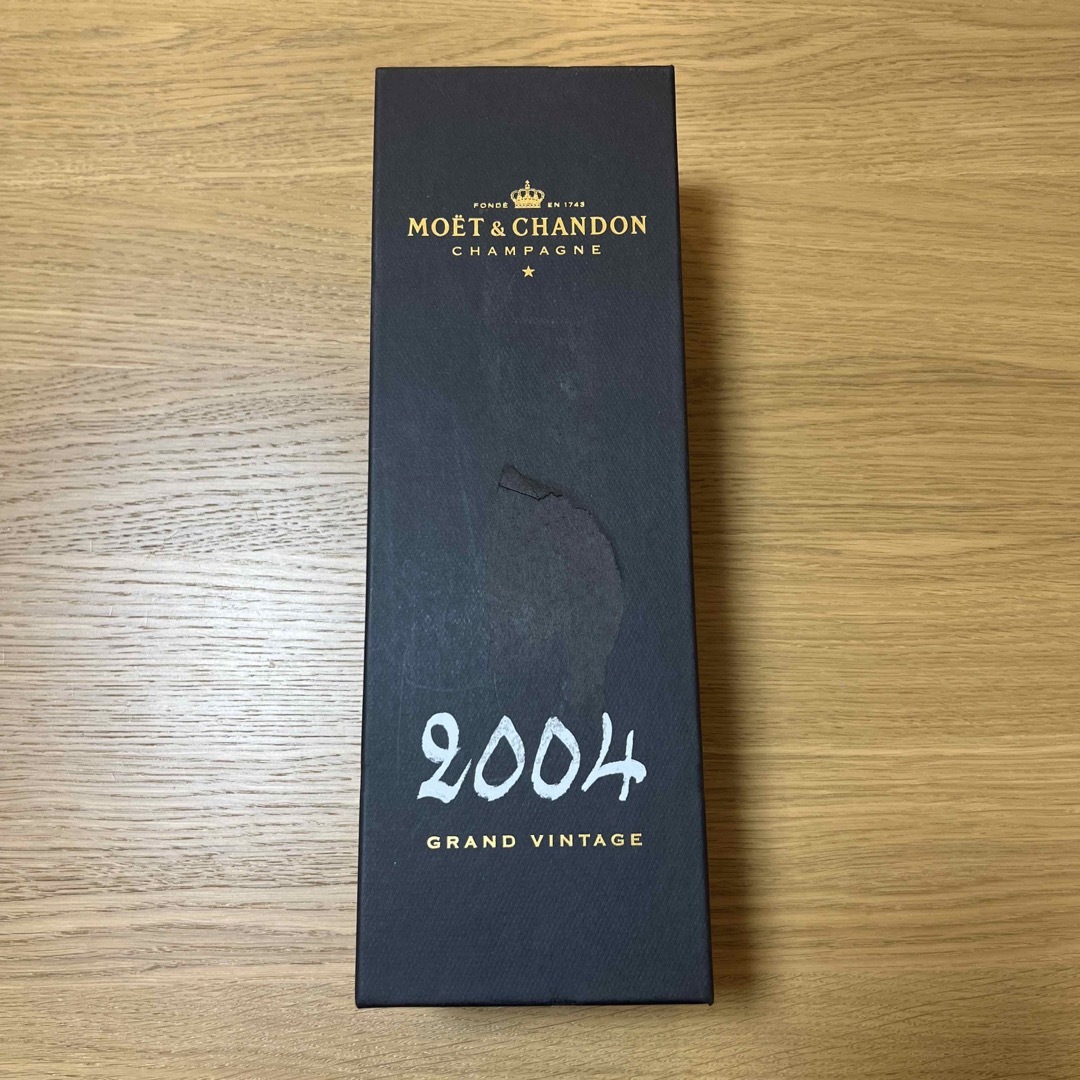 FONDÉ EN 1743
MOËT & CHANDON
CHAMPAGNE
2004
GRAND VINTAGE